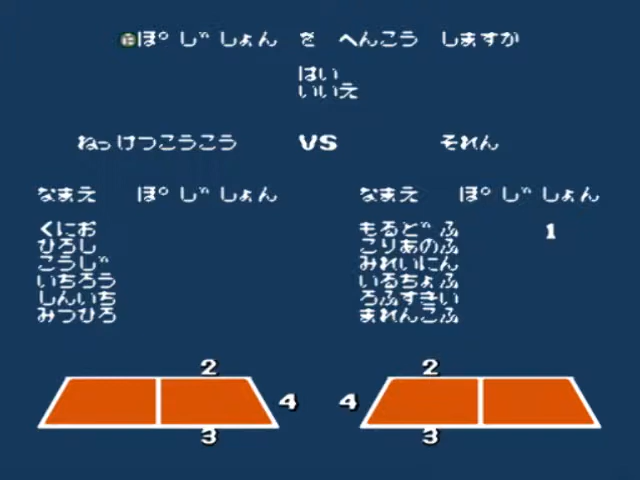 ぽじしょん を へんこう しますか
はい
いいえ
ねっけつこうこう VS それん
なまえ ぽじしょん なまえ ぽじしょん
くにお もるどふ 1
ひろし こりあのふ
こうじ みれいにん
いちろう いるちょふ
しんいち ろふすきい
みつひろ まれんこふ
2 2
4 4
3 3